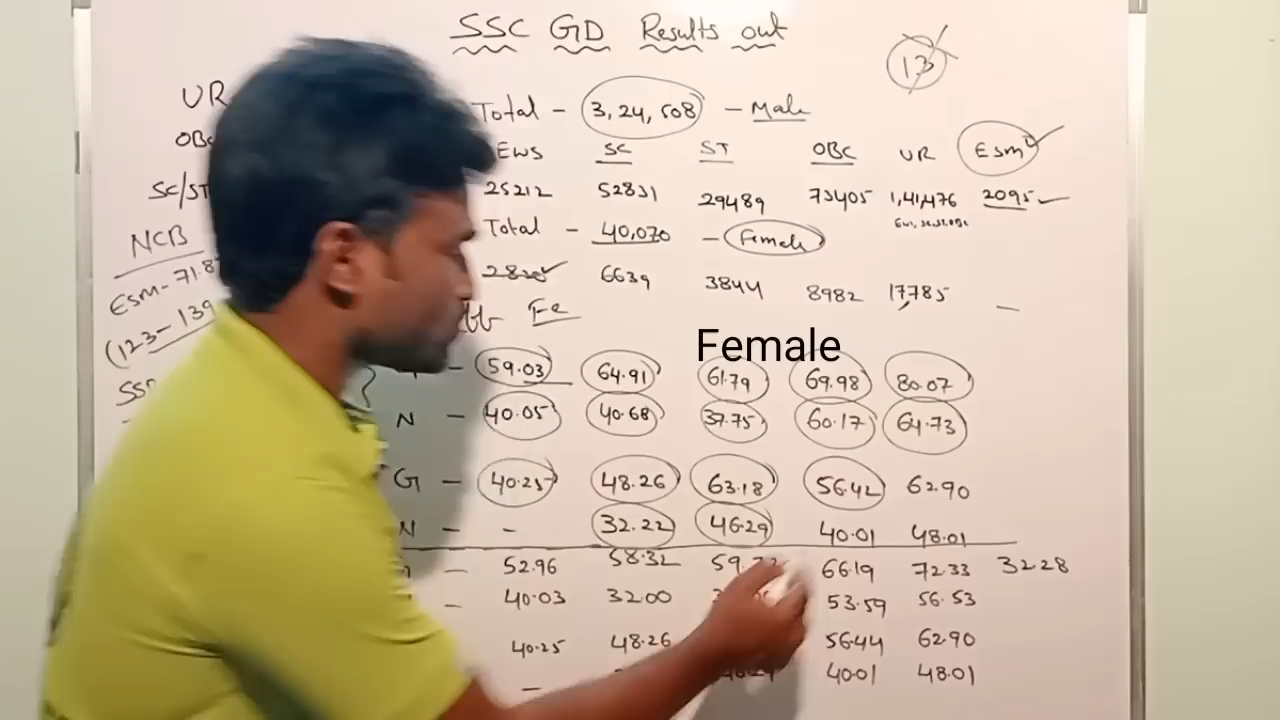 SSC GD Results out
13
UR
Total - 3,24,508 - Male
OBC
EWS SC ST OBC UR Esm
SC/ST
25212 52831 29489 73405 1,41,476 2095
NCB
Total - 40,070 - Female
Esm - 71.8
6639 3844 8982 17,785 -
(123-139
Fe
Female
- 59.03 64.91 61.79 69.98 80.07
N - 40.05 40.68 37.75 60.17 64.73
G - 40.25 48.26 63.18 56.42 62.90
N - - 32.22 46.29 40.01 48.01
- 52.96 58.32 66.19 72.33 32.28
- 40.03 32.00 53.59 56.53
40.25 48.26 56.44 62.90
- 40.01 48.01